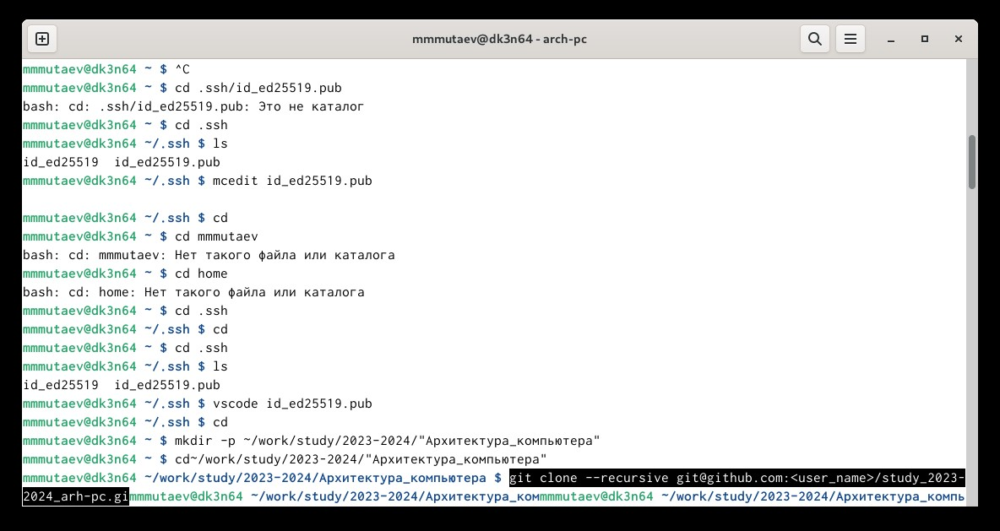 mmmutaev@dk3n64 - arch-pc
mmmutaev@dk3n64 ~ $ ^C
mmmutaev@dk3n64 ~ $ cd .ssh/id_ed25519.pub
bash: cd: .ssh/id_ed25519.pub: Это не каталог
mmmutaev@dk3n64 ~ $ cd .ssh
mmmutaev@dk3n64 ~/.ssh $ ls
id_ed25519  id_ed25519.pub
mmmutaev@dk3n64 ~/.ssh $ mcedit id_ed25519.pub
mmmutaev@dk3n64 ~/.ssh $ cd
mmmutaev@dk3n64 ~ $ cd mmmutaev
bash: cd: mmmutaev: Нет такого файла или каталога
mmmutaev@dk3n64 ~ $ cd home
bash: cd: home: Нет такого файла или каталога
mmmutaev@dk3n64 ~ $ cd .ssh
mmmutaev@dk3n64 ~/.ssh $ cd
mmmutaev@dk3n64 ~ $ cd .ssh
mmmutaev@dk3n64 ~/.ssh $ ls
id_ed25519  id_ed25519.pub
mmmutaev@dk3n64 ~/.ssh $ vscode id_ed25519.pub
mmmutaev@dk3n64 ~/.ssh $ cd
mmmutaev@dk3n64 ~ $ mkdir -p ~/work/study/2023-2024/"Архитектура_компьютера"
mmmutaev@dk3n64 ~ $ cd~/work/study/2023-2024/"Архитектура_компьютера"
mmmutaev@dk3n64 ~/work/study/2023-2024/Архитектура_компьютера $ git clone --recursive git@github.com:<user_name>/study_2023-
2024_arh-pc.gimmmutaev@dk3n64 ~/work/study/2023-2024/Архитектура_коммmmutaev@dk3n64 ~/work/study/2023-2024/Архитектура_компь